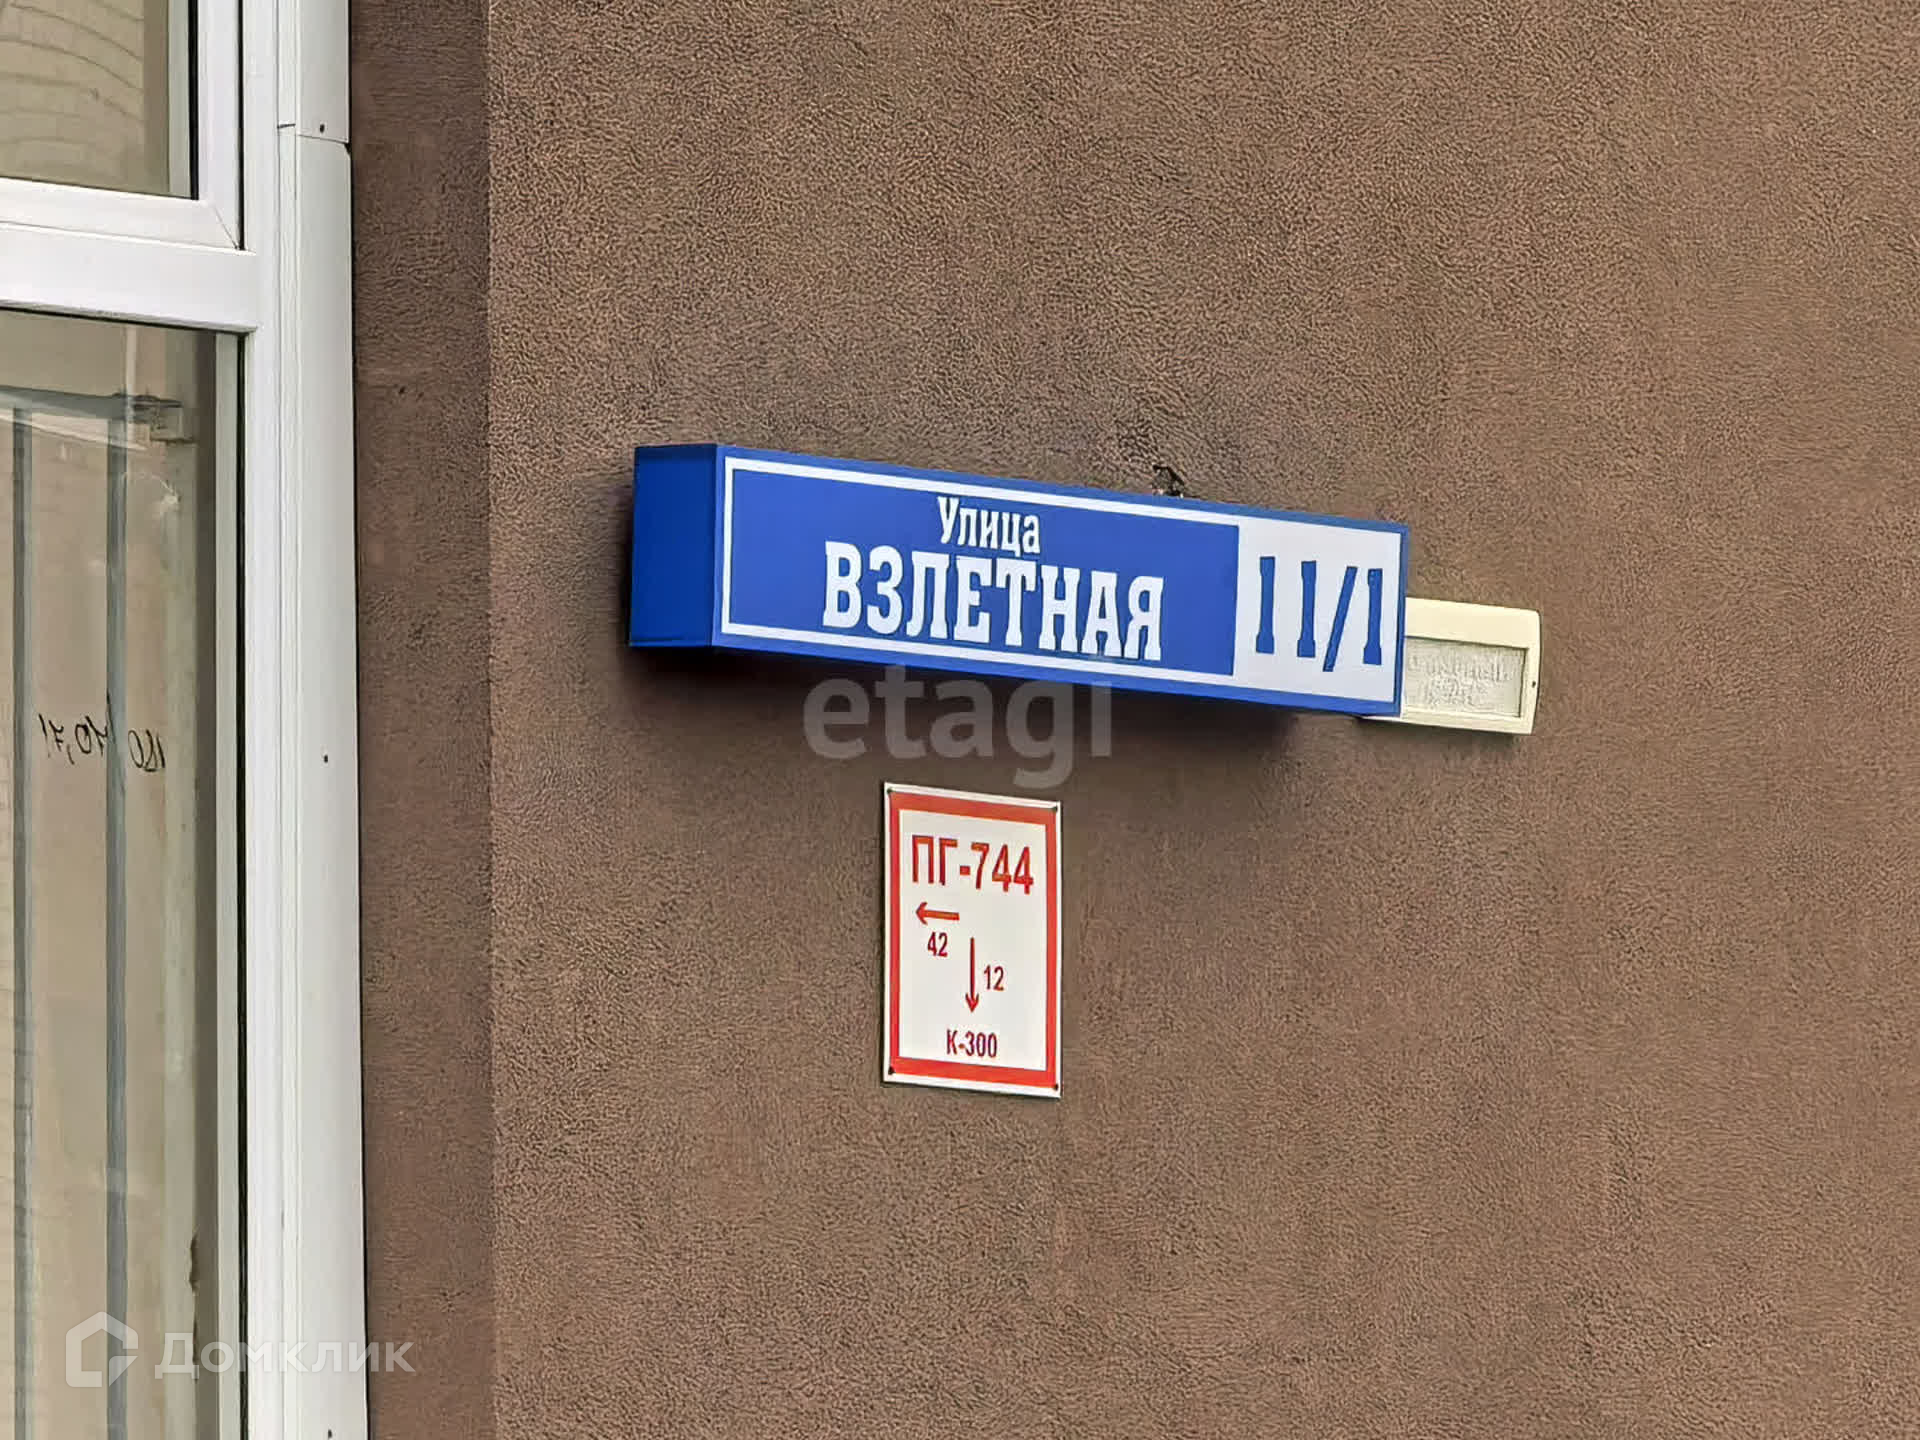 Улица
ВЗЛЕТНАЯ
11/1
etagi
ПГ-744
42
12
К-300
Домклик